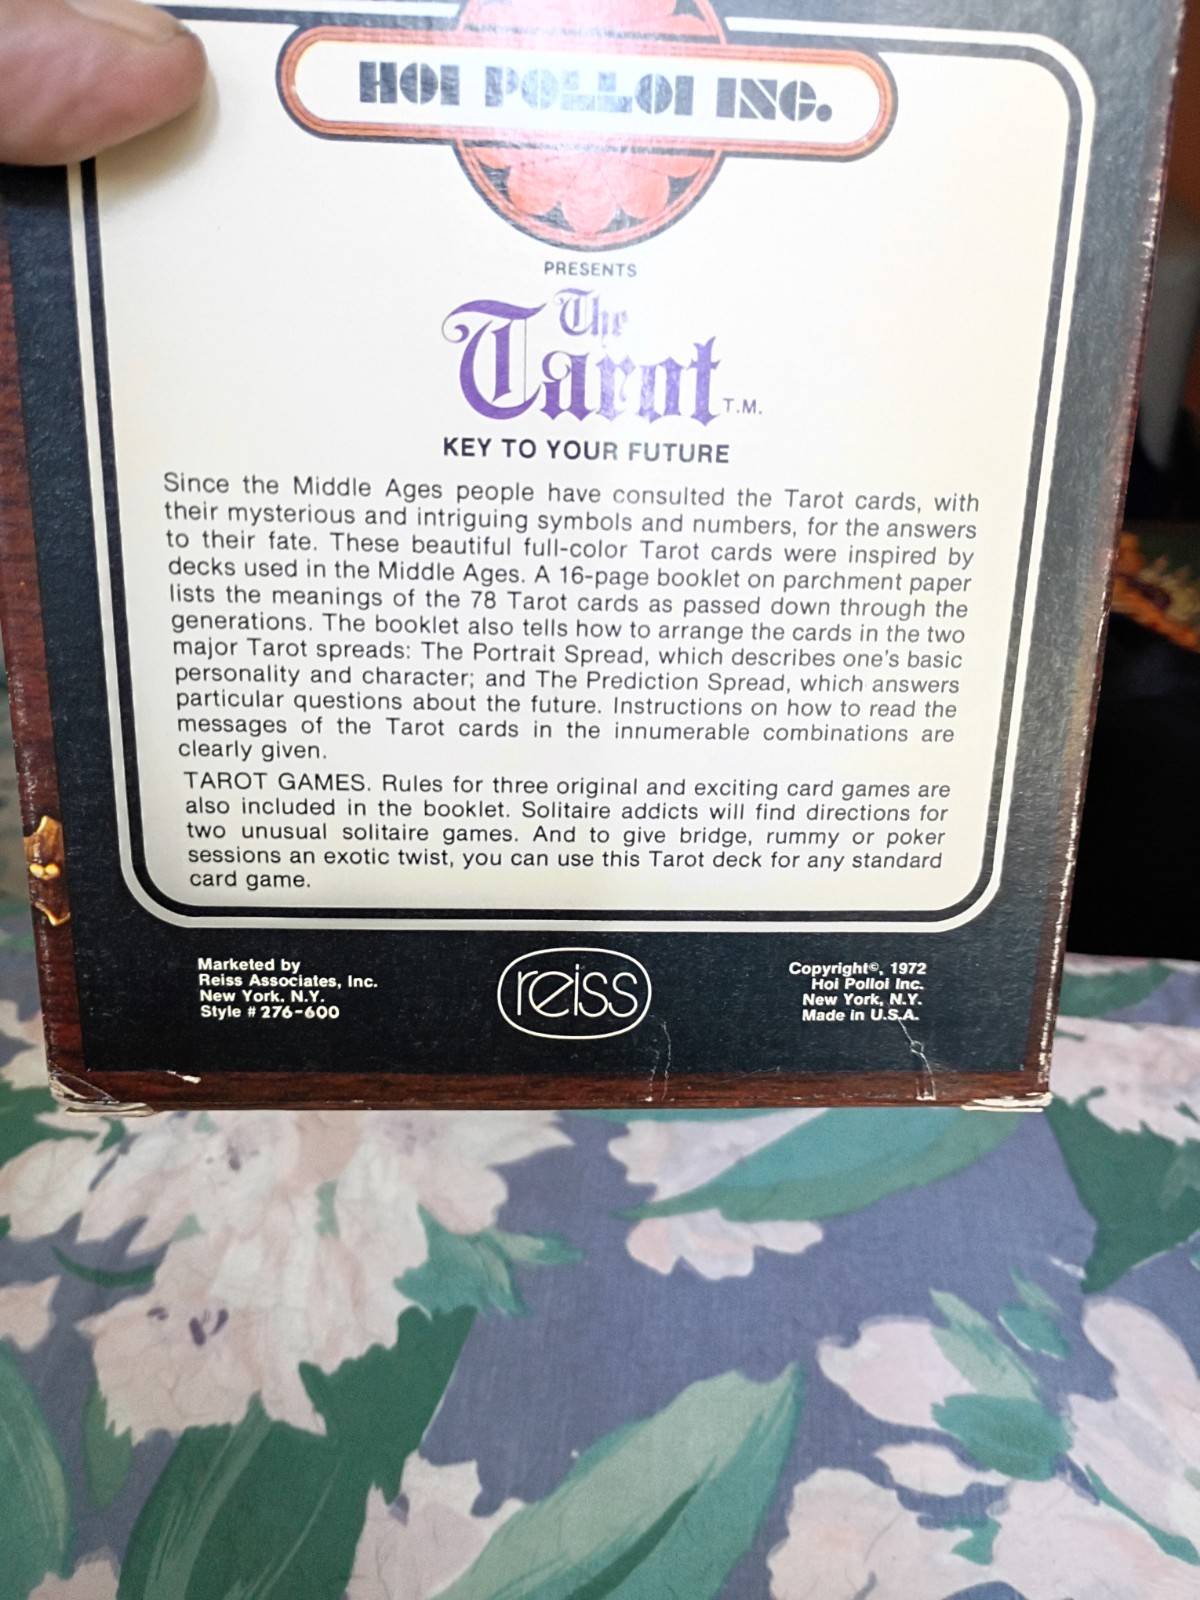 HOI POLLOI INC.
PRESENTS
The
Tarot T.M.
KEY TO YOUR FUTURE
Since the Middle Ages people have consulted the Tarot cards, with
their mysterious and intriguing symbols and numbers, for the answers
to their fate. These beautiful full-color Tarot cards were inspired by
decks used in the Middle Ages. A 16-page booklet on parchment paper
lists the meanings of the 78 Tarot cards as passed down through the
generations. The booklet also tells how to arrange the cards in the two
major Tarot spreads: The Portrait Spread, which describes one's basic
personality and character; and The Prediction Spread, which answers
particular questions about the future. Instructions on how to read the
messages of the Tarot cards in the innumerable combinations are
clearly given.
TAROT GAMES. Rules for three original and exciting card games are
also included in the booklet. Solitaire addicts will find directions for
two unusual solitaire games. And to give bridge, rummy or poker
sessions an exotic twist, you can use this Tarot deck for any standard
card game.
Marketed by
Reiss Associates, Inc.
New York. N.Y.
Style # 276-600
reiss
Copyright©, 1972
Hoi Polloi Inc.
New York, N.Y.
Made in U.S.A.